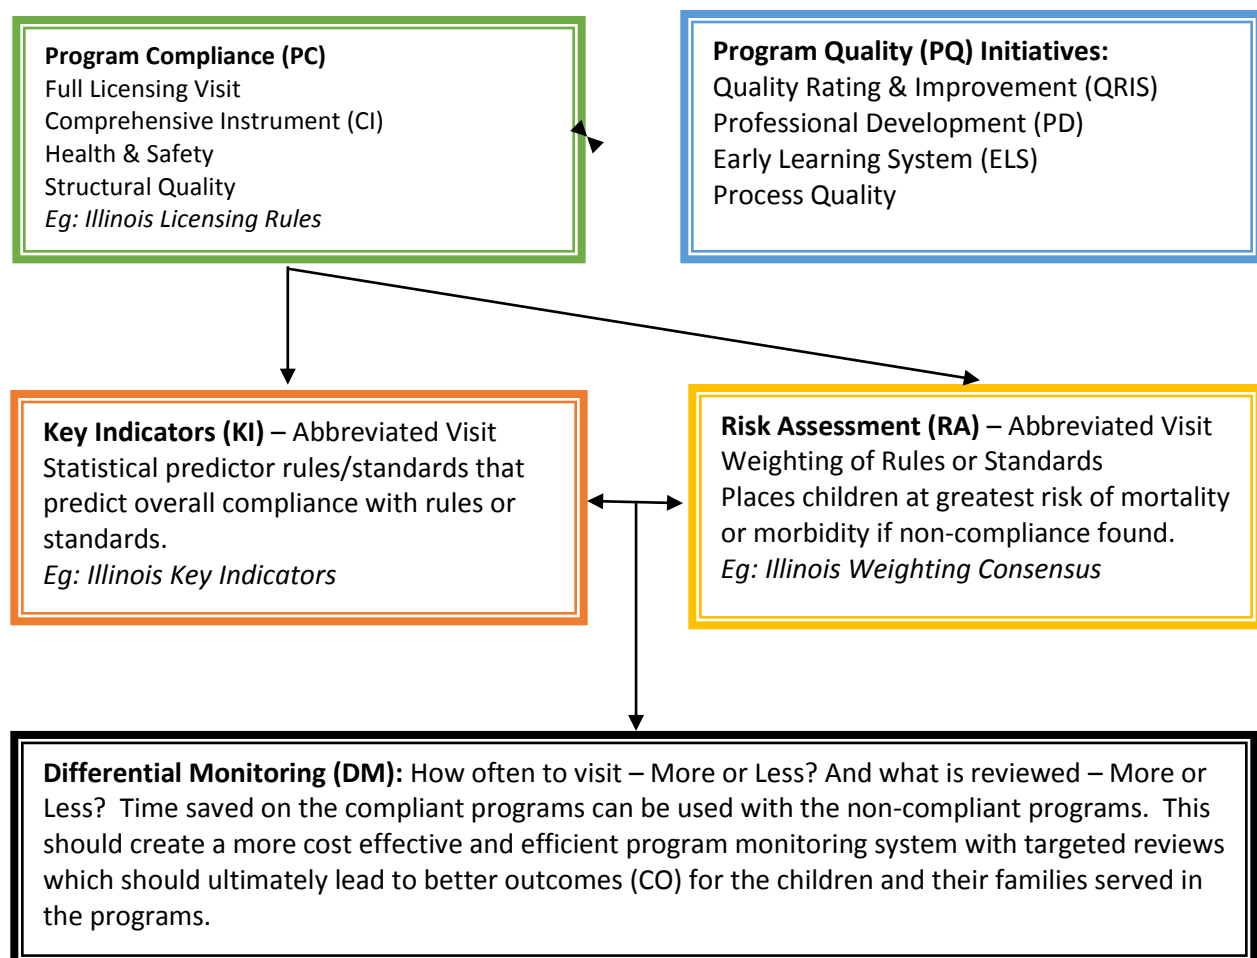 Program Compliance (PC)
Full Licensing Visit
Comprehensive Instrument (CI)
Health & Safety
Structural Quality
Eg: Illinois Licensing Rules
Program Quality (PQ) Initiatives:
Quality Rating & Improvement (QRIS)
Professional Development (PD)
Early Learning System (ELS)
Process Quality
Key Indicators (KI) – Abbreviated Visit
Statistical predictor rules/standards that
predict overall compliance with rules or
standards.
Eg: Illinois Key Indicators
Risk Assessment (RA) – Abbreviated Visit
Weighting of Rules or Standards
Places children at greatest risk of mortality
or morbidity if non-compliance found.
Eg: Illinois Weighting Consensus
Differential Monitoring (DM): How often to visit – More or Less? And what is reviewed – More or
Less?  Time saved on the compliant programs can be used with the non-compliant programs.  This
should create a more cost effective and efficient program monitoring system with targeted reviews
which should ultimately lead to better outcomes (CO) for the children and their families served in
the programs.